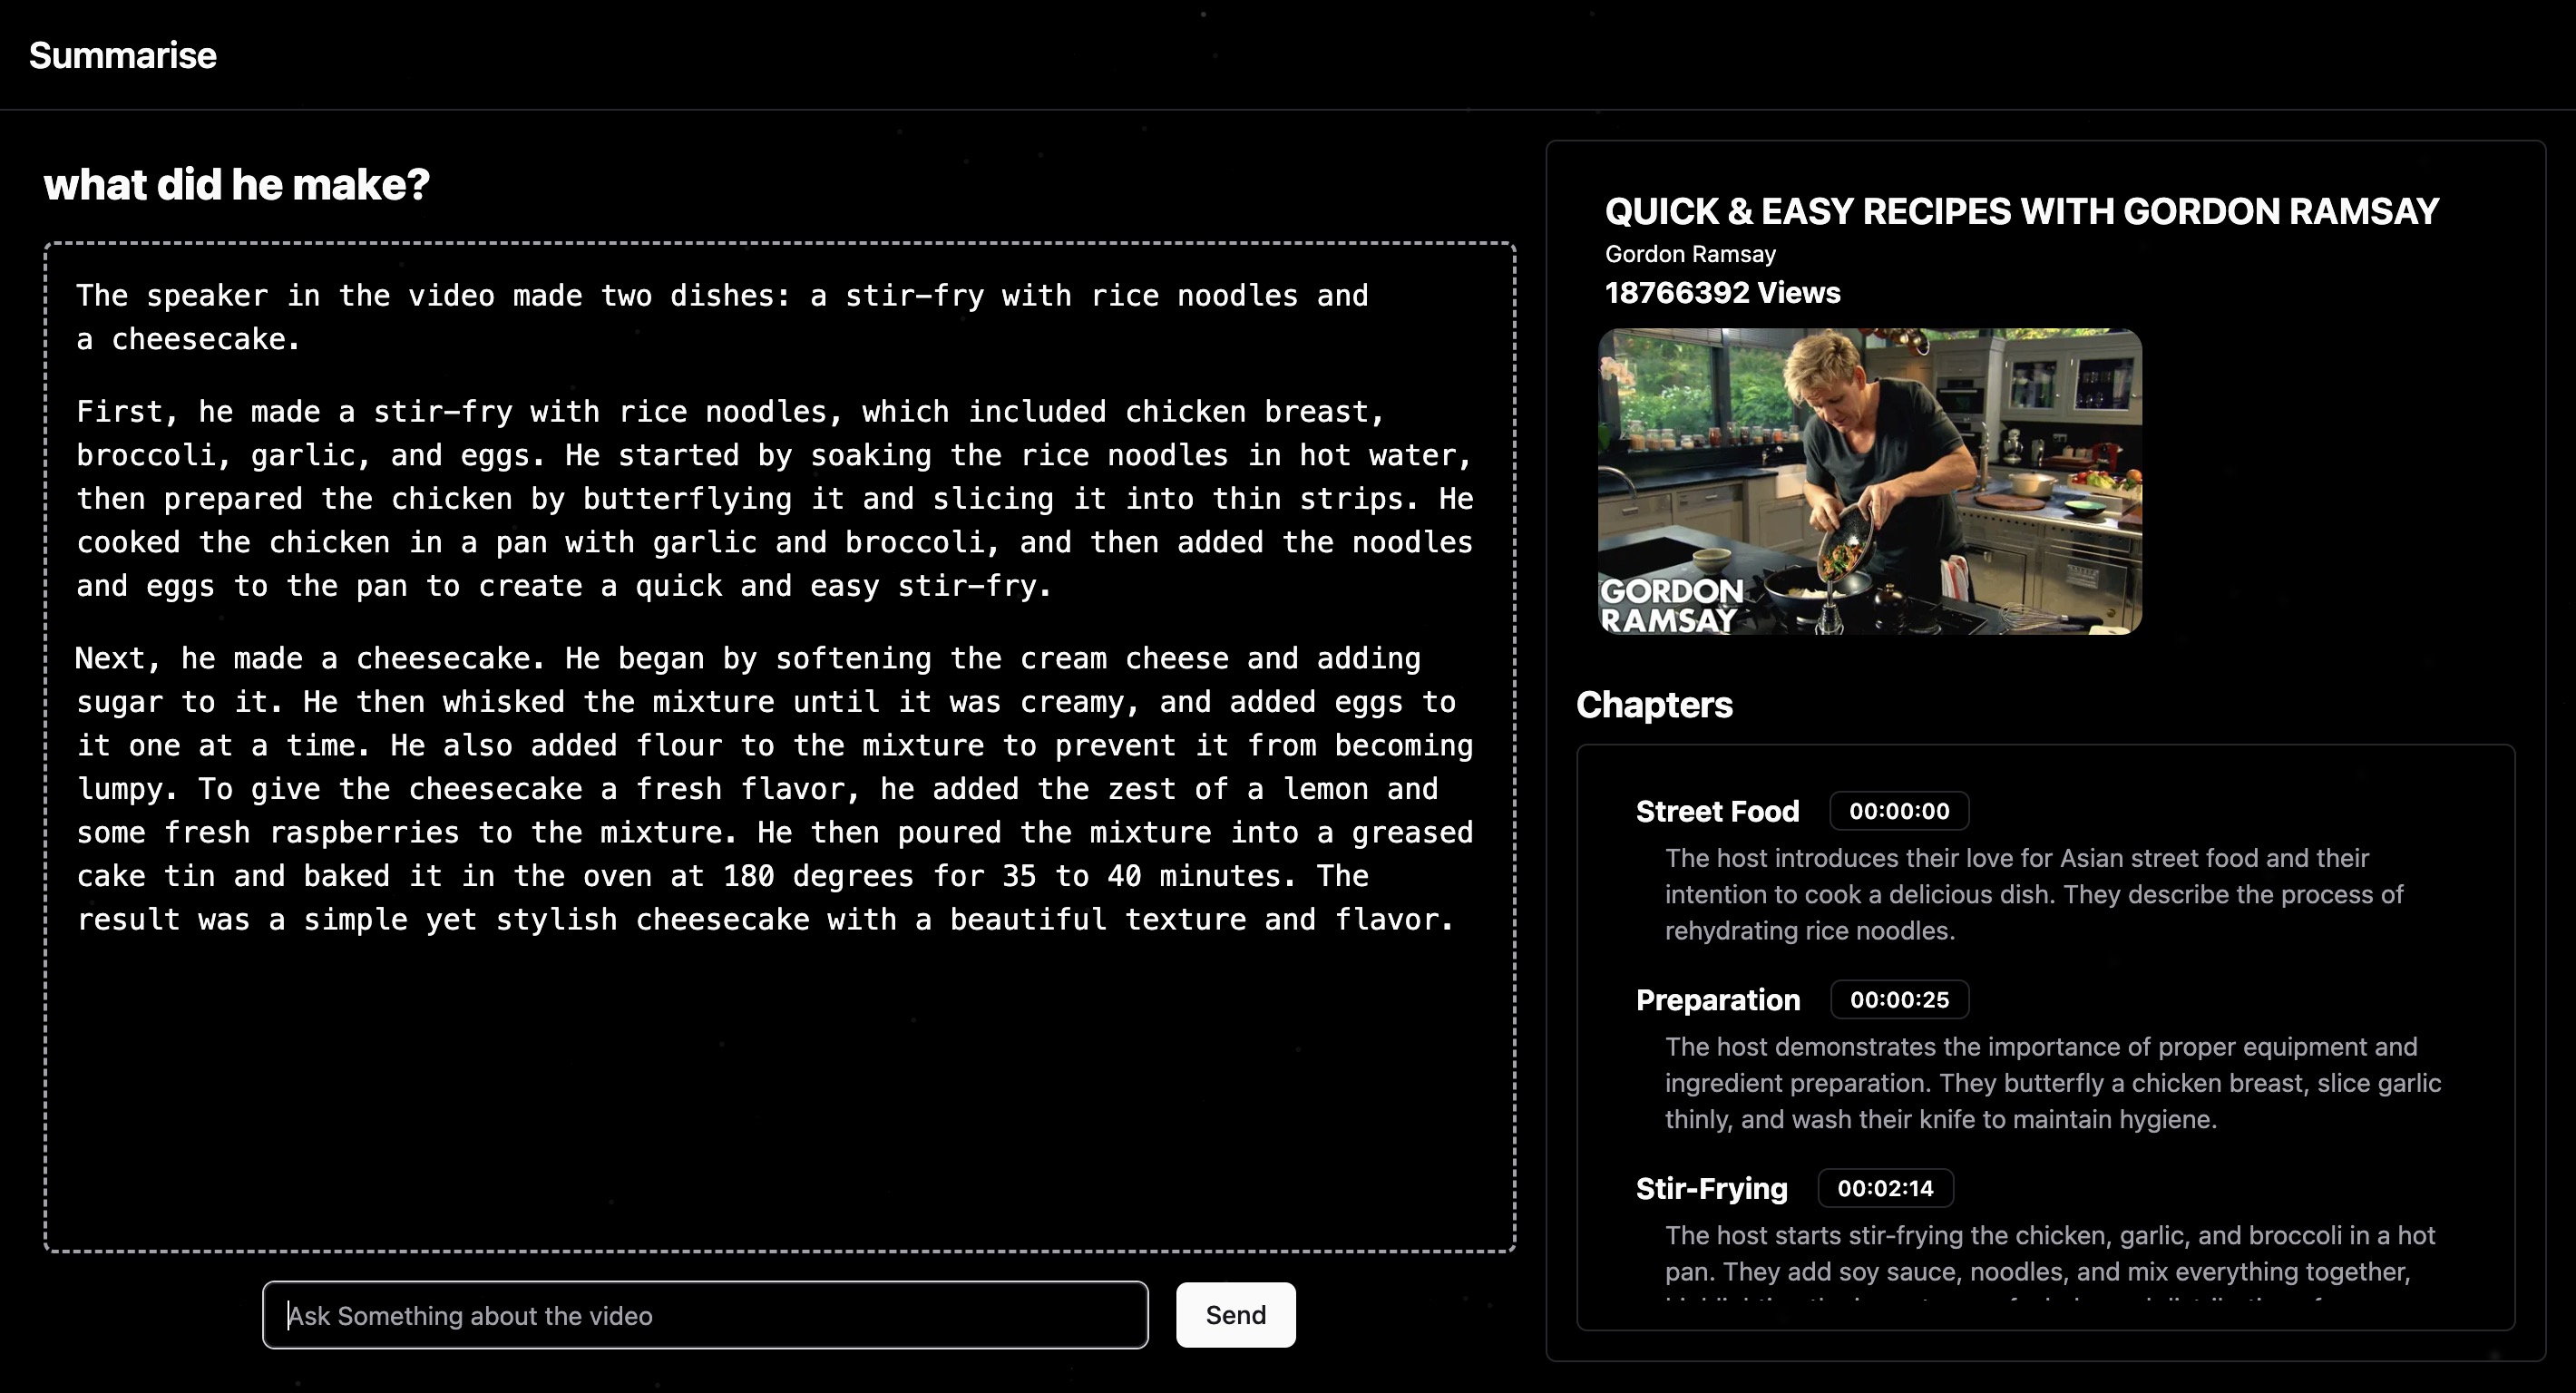 Summarise
what did he make?
The speaker in the video made two dishes: a stir-fry with rice noodles and
a cheesecake.
First, he made a stir-fry with rice noodles, which included chicken breast,
broccoli, garlic, and eggs. He started by soaking the rice noodles in hot water,
then prepared the chicken by butterflying it and slicing it into thin strips. He
cooked the chicken in a pan with garlic and broccoli, and then added the noodles
and eggs to the pan to create a quick and easy stir-fry.
Next, he made a cheesecake. He began by softening the cream cheese and adding
sugar to it. He then whisked the mixture until it was creamy, and added eggs to
it one at a time. He also added flour to the mixture to prevent it from becoming
lumpy. To give the cheesecake a fresh flavor, he added the zest of a lemon and
some fresh raspberries to the mixture. He then poured the mixture into a greased
cake tin and baked it in the oven at 180 degrees for 35 to 40 minutes. The
result was a simple yet stylish cheesecake with a beautiful texture and flavor.
Ask Something about the video
Send
QUICK & EASY RECIPES WITH GORDON RAMSAY
Gordon Ramsay
18766392 Views
GORDON
RAMSAY
Chapters
Street Food 00:00:00
The host introduces their love for Asian street food and their
intention to cook a delicious dish. They describe the process of
rehydrating rice noodles.
Preparation 00:00:25
The host demonstrates the importance of proper equipment and
ingredient preparation. They butterfly a chicken breast, slice garlic
thinly, and wash their knife to maintain hygiene.
Stir-Frying 00:02:14
The host starts stir-frying the chicken, garlic, and broccoli in a hot
pan. They add soy sauce, noodles, and mix everything together,